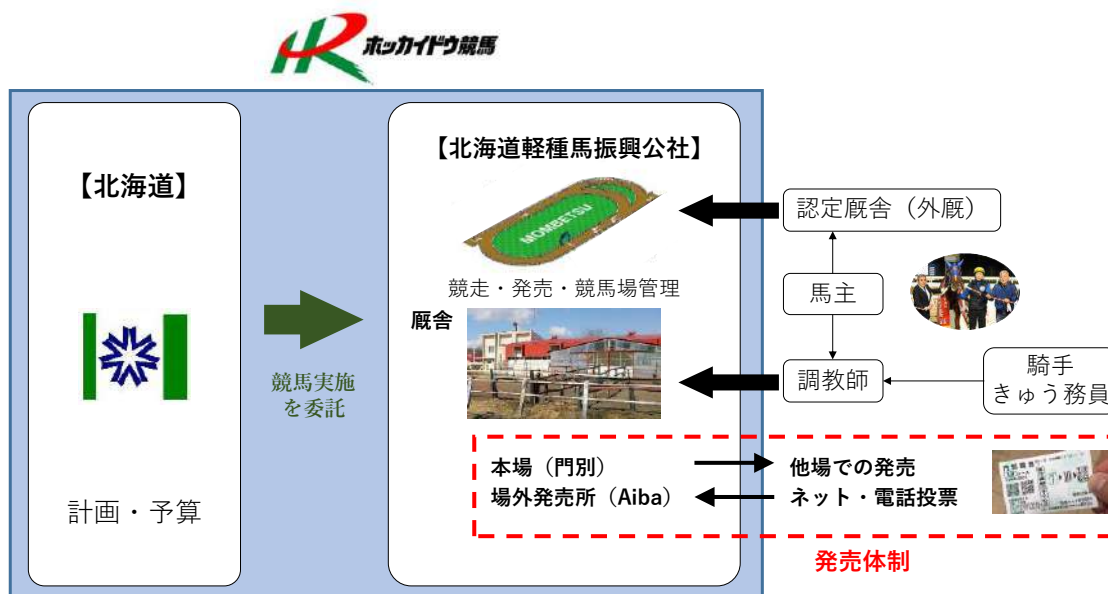 ホッカイドウ競馬
【北海道】
計画・予算
競馬実施
を委託
【北海道軽種馬振興公社】
MOMBETSU
競走・発売・競馬場管理
厩舎
認定厩舎（外厩）
馬主
調教師
騎手
きゅう務員
本場（門別）
場外発売所（Aiba）
他場での発売
ネット・電話投票
発売体制